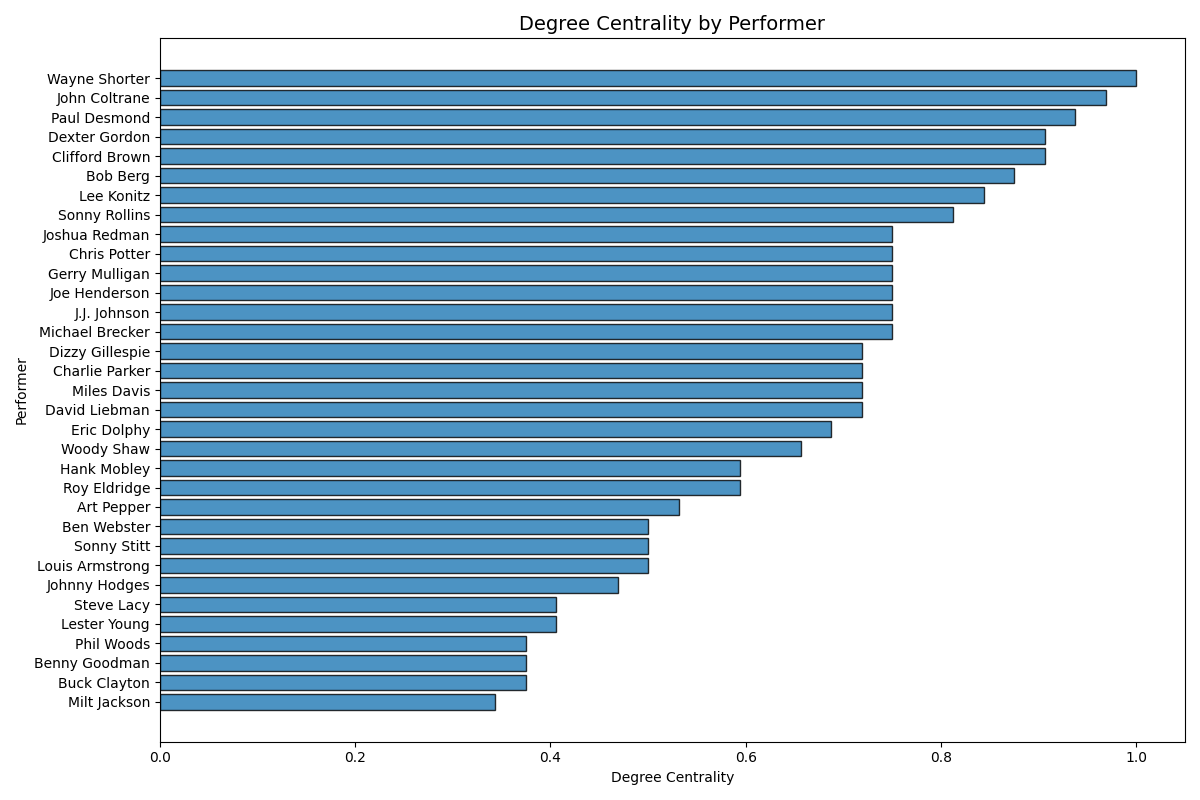 Degree Centrality by Performer
Wayne Shorter
John Coltrane
Paul Desmond
Dexter Gordon
Clifford Brown
Bob Berg
Lee Konitz
Sonny Rollins
Joshua Redman
Chris Potter
Gerry Mulligan
Joe Henderson
J.J. Johnson
Michael Brecker
Dizzy Gillespie
Charlie Parker
Miles Davis
David Liebman
Eric Dolphy
Woody Shaw
Hank Mobley
Roy Eldridge
Art Pepper
Ben Webster
Sonny Stitt
Louis Armstrong
Johnny Hodges
Steve Lacy
Lester Young
Phil Woods
Benny Goodman
Buck Clayton
Milt Jackson
Performer
0.0 0.2 0.4 0.6 0.8 1.0
Degree Centrality